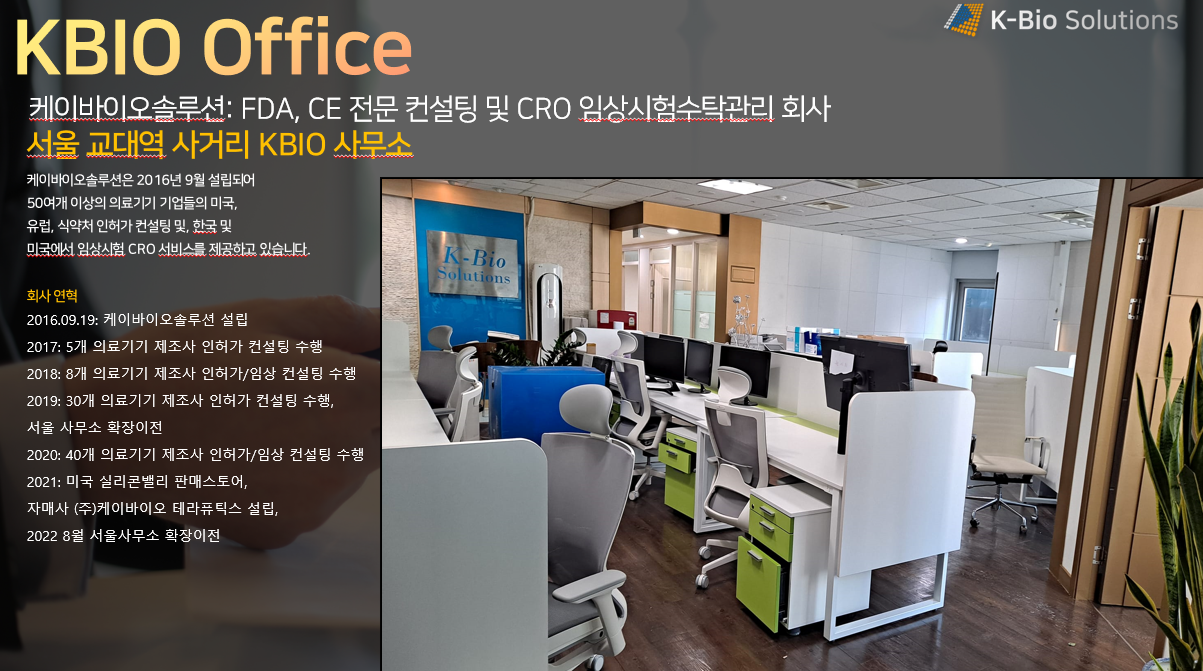 KBIO Office
K-Bio Solutions
케이바이오솔루션: FDA, CE 전문 컨설팅 및 CRO 임상시험수탁관리 회사
서울 교대역 사거리 KBIO 사무소
케이바이오솔루션은 2016년 9월 설립되어
50여개 이상의 의료기기 기업들의 미국,
유럽, 식약처 인허가 컨설팅 및, 한국 및
미국에서 임상시험 CRO 서비스를 제공하고 있습니다.
회사 연혁
2016.09.19: 케이바이오솔루션 설립
2017: 5개 의료기기 제조사 인허가 컨설팅 수행
2018: 8개 의료기기 제조사 인허가/임상 컨설팅 수행
2019: 30개 의료기기 제조사 인허가 컨설팅 수행,
서울 사무소 확장이전
2020: 40개 의료기기 제조사 인허가/임상 컨설팅 수행
2021: 미국 실리콘밸리 판매스토어,
자매사 (주)케이바이오 테라퓨틱스 설립,
2022 8월 서울사무소 확장이전
K-Bio
Solutions